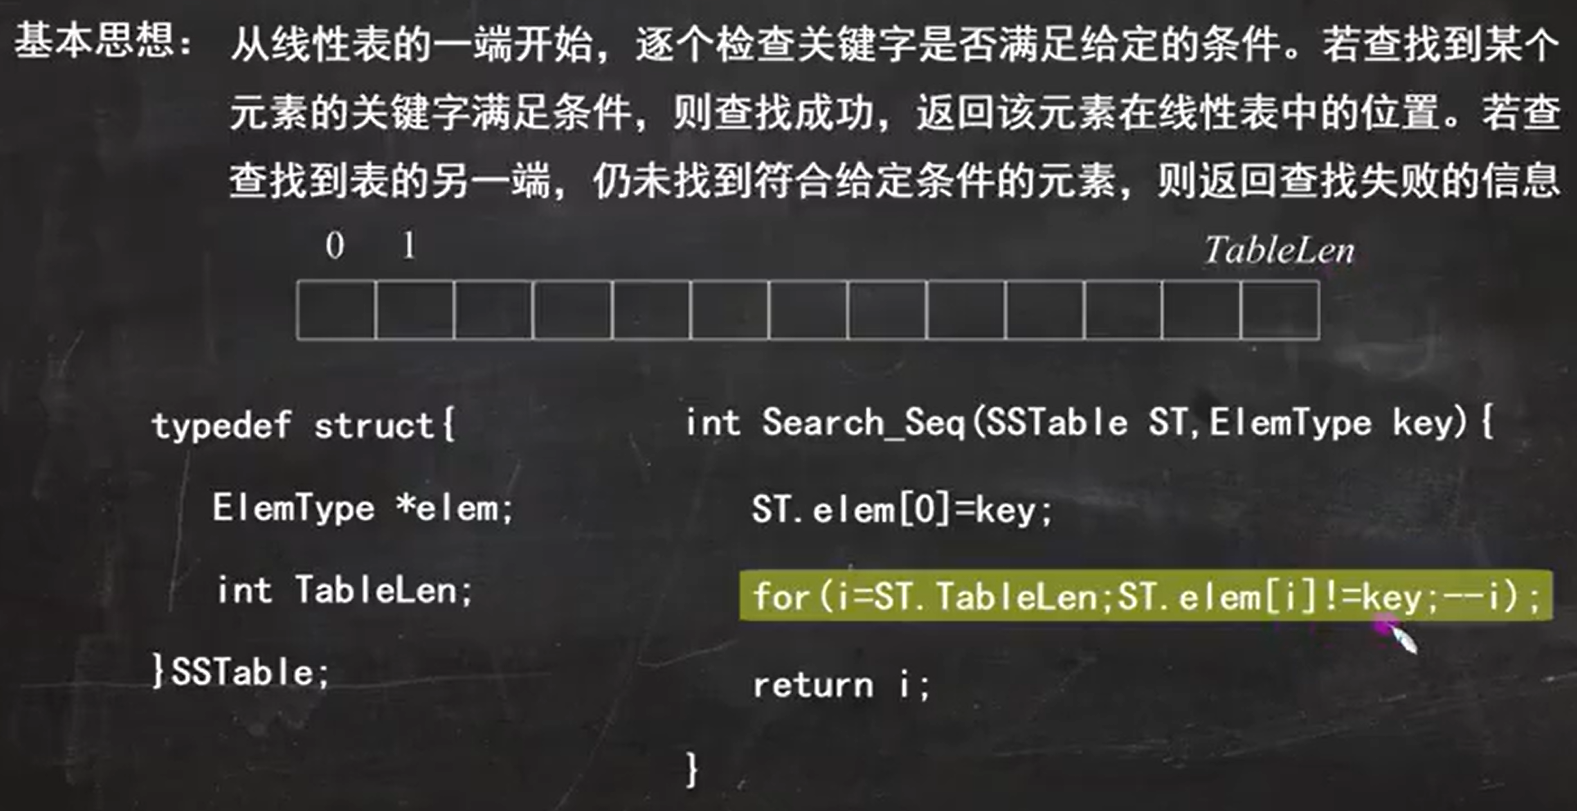 基本思想： 从线性表的一端开始，逐个检查关键字是否满足给定的条件。若查找到某个
元素的关键字满足条件，则查找成功，返回该元素在线性表中的位置。若查
查找到表的另一端，仍未找到符合给定条件的元素，则返回查找失败的信息
0 1 TableLen
typedef struct{
ElemType *elem;
int TableLen;
}SSTable;
int Search_Seq(SSTable ST,ElemType key){
ST.elem[0]=key;
for(i=ST.TableLen;ST.elem[i]!=key;--i);
return i;
}